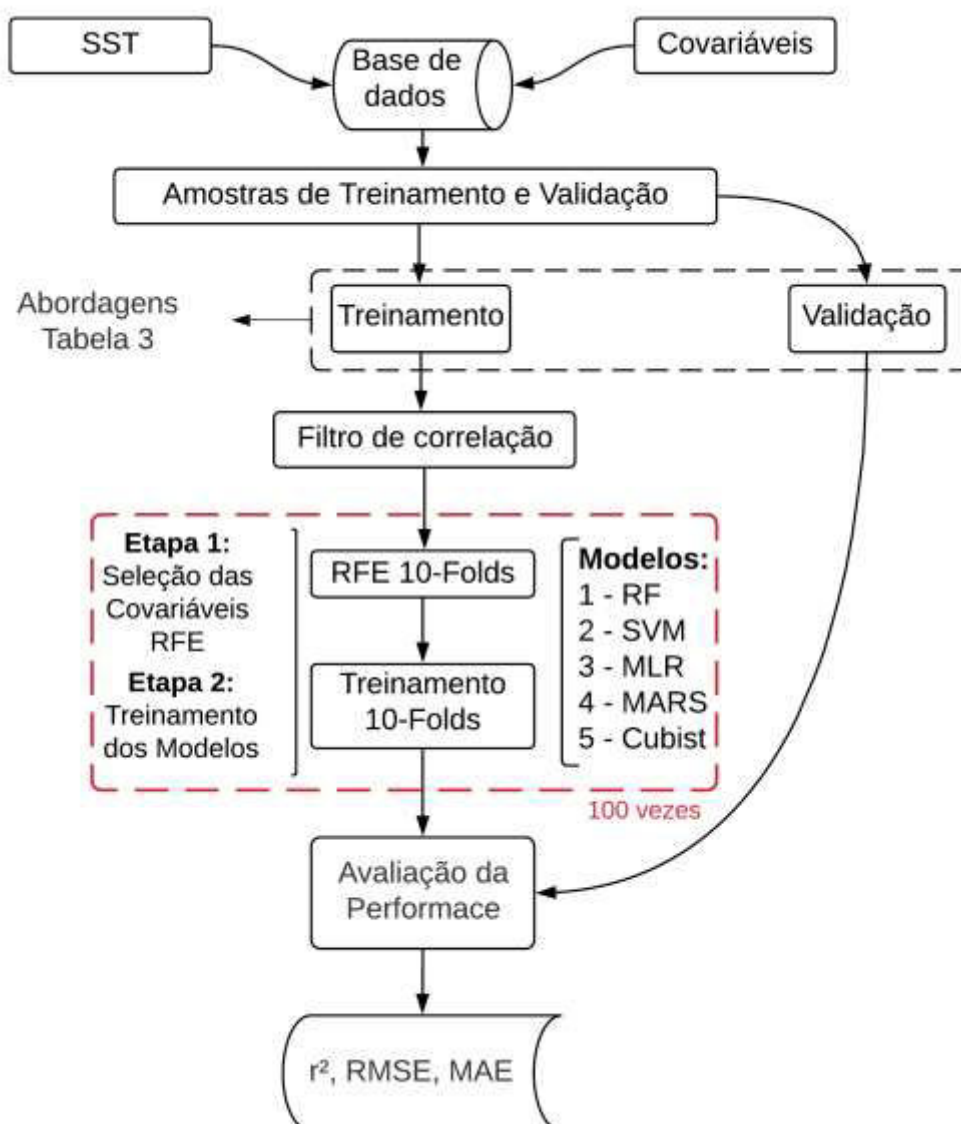 SST
Covariáveis
Base de
dados
Amostras de Treinamento e Validação
Abordagens
Tabela 3
Treinamento
Validação
Filtro de correlação
Etapa 1:
Seleção das
Covariáveis
RFE
Etapa 2:
Treinamento
dos Modelos
RFE 10-Folds
Treinamento
10-Folds
Modelos:
1 - RF
2 - SVM
3 - MLR
4 - MARS
5 - Cubist
100 vezes
Avaliação da
Performace
r², RMSE, MAE